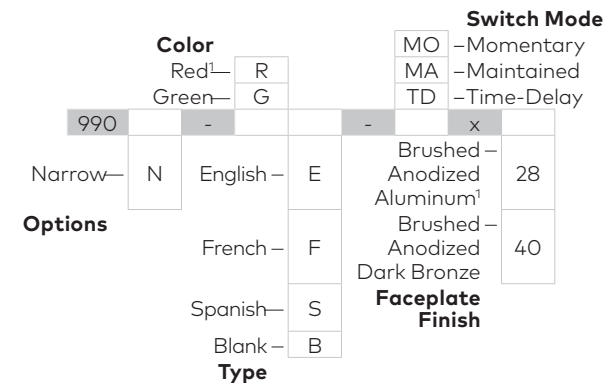 Switch Mode
Color
MO – Momentary
Red¹— R
MA – Maintained
Green— G
TD – Time-Delay
990 - - x
Narrow— N
Options
English – E
French – F
Spanish— S
Blank – B
Type
Brushed –
Anodized
Aluminum¹
28
Brushed –
Anodized
Dark Bronze
40
Faceplate
Finish